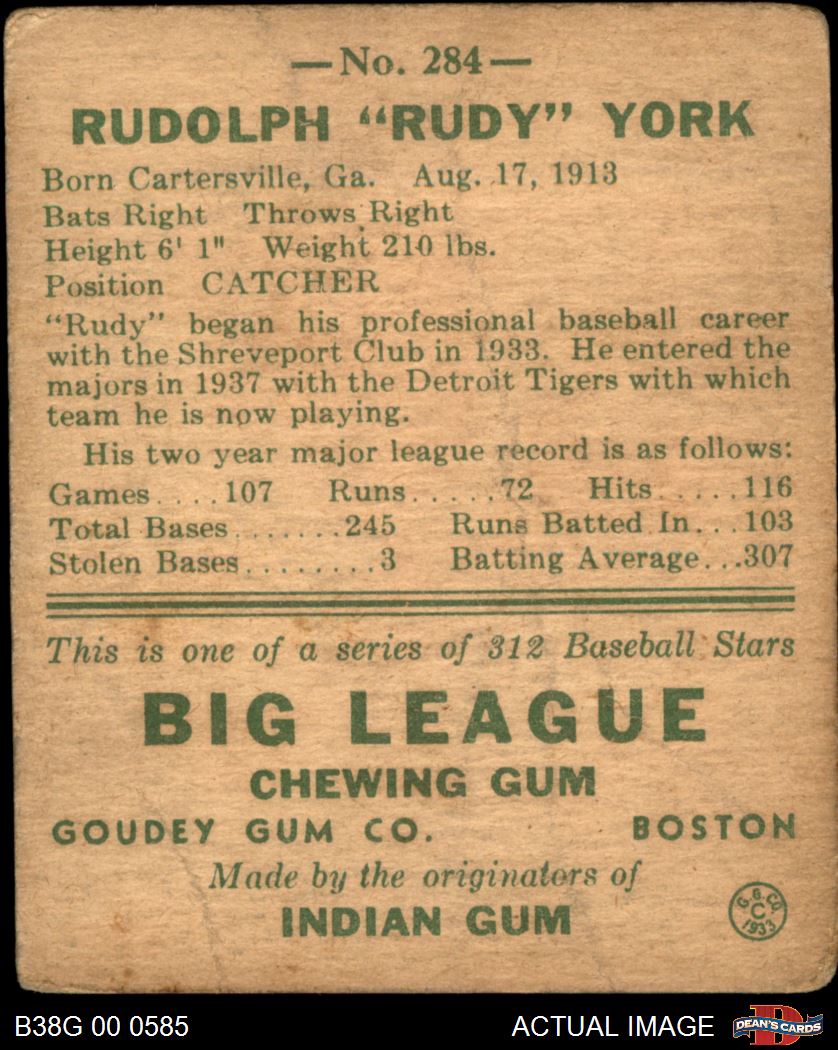 —No. 284—
RUDOLPH “RUDY” YORK
Born Cartersville, Ga. Aug. 17, 1913
Bats Right Throws Right
Height 6' 1" Weight 210 lbs.
Position CATCHER
“Rudy” began his professional baseball career
with the Shreveport Club in 1933. He entered the
majors in 1937 with the Detroit Tigers with which
team he is now playing.
His two year major league record is as follows:
Games....107 Runs.....72 Hits.....116
Total Bases.......245 Runs Batted In...103
Stolen Bases........3 Batting Average...307
This is one of a series of 312 Baseball Stars
BIG LEAGUE
CHEWING GUM
GOUDEY GUM CO. BOSTON
Made by the originators of
INDIAN GUM
G.G.CO.
C
1933
B38G 00 0585 ACTUAL IMAGE D DEAN'S CARDS